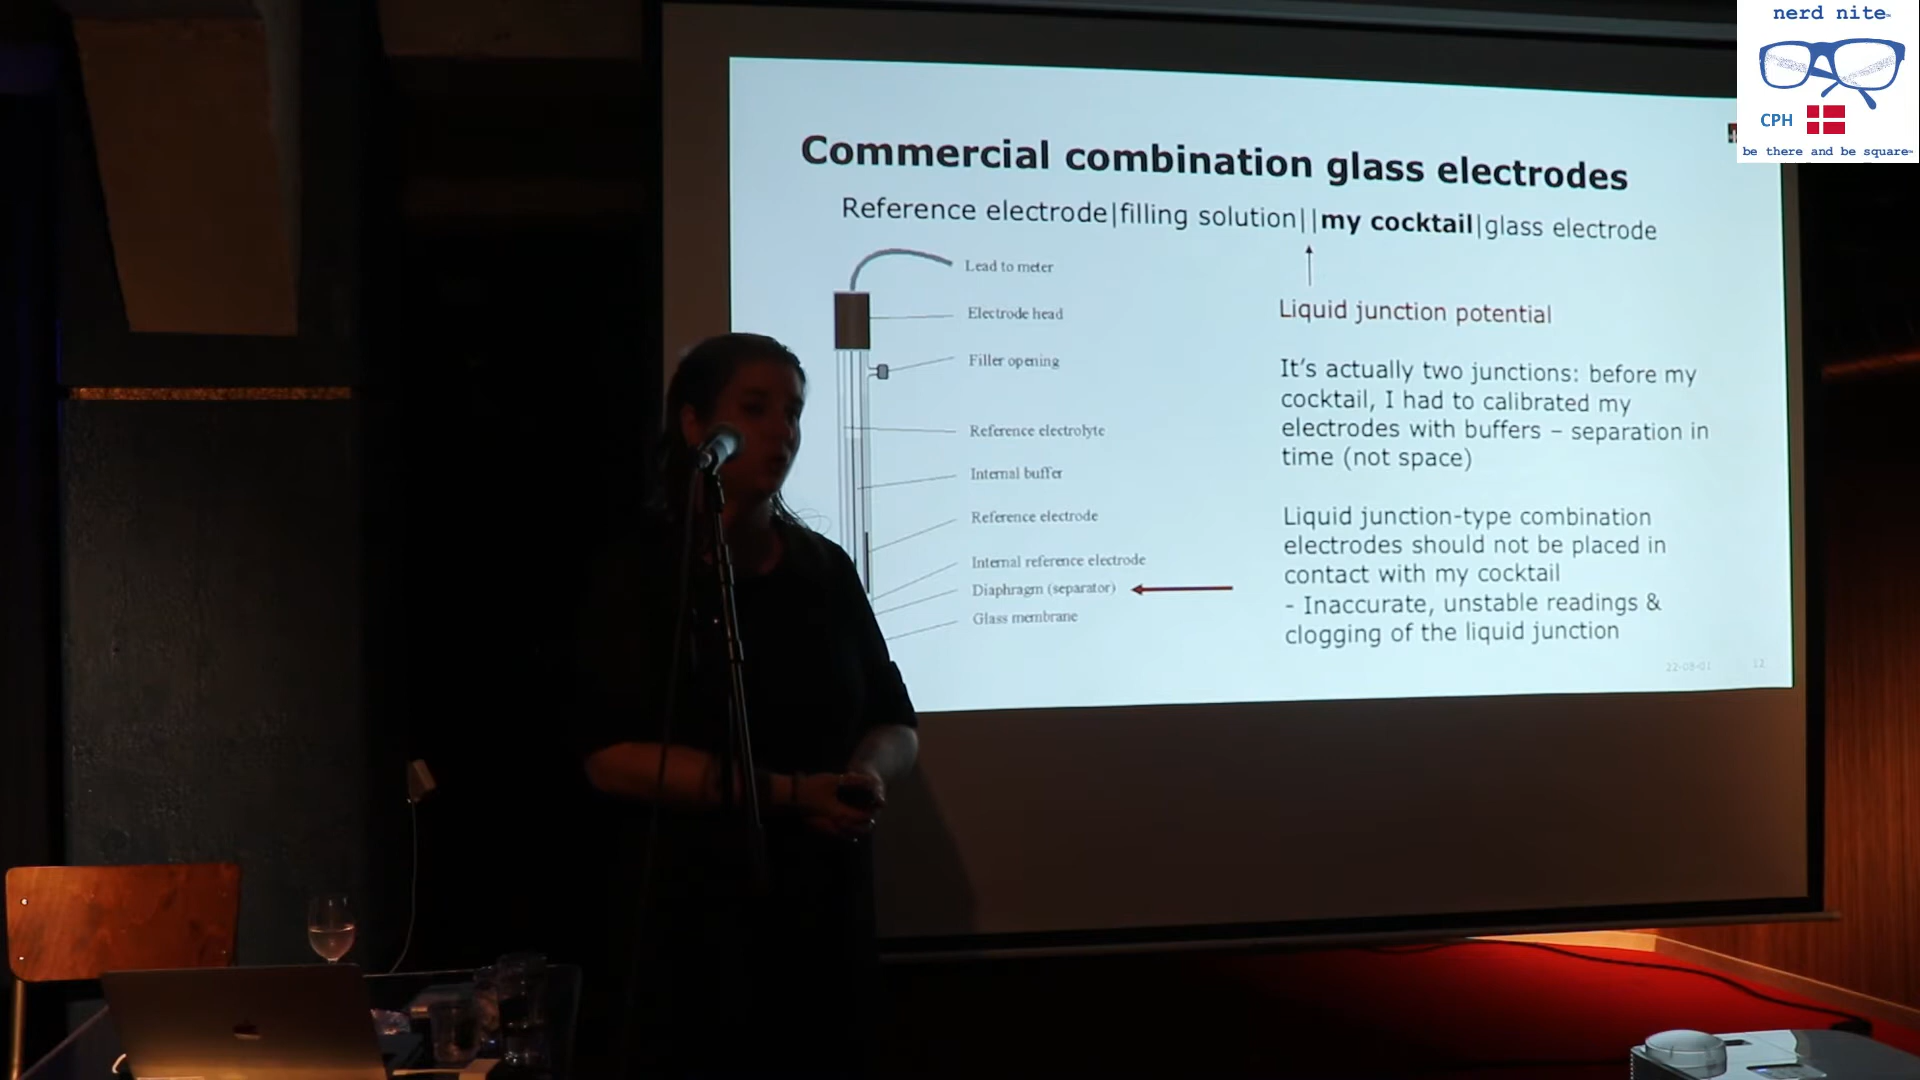 nerd nite
CPH
be there and be square
Commercial combination glass electrodes
Reference electrode|filling solution||my cocktail|glass electrode
Lead to meter
Electrode head
Filler opening
Reference electrolyte
Internal buffer
Reference electrode
Internal reference electrode
Diaphragm (separator)
Glass membrane
Liquid junction potential
It's actually two junctions: before my
cocktail, I had to calibrated my
electrodes with buffers – separation in
time (not space)
Liquid junction-type combination
electrodes should not be placed in
contact with my cocktail
- Inaccurate, unstable readings &
clogging of the liquid junction
12